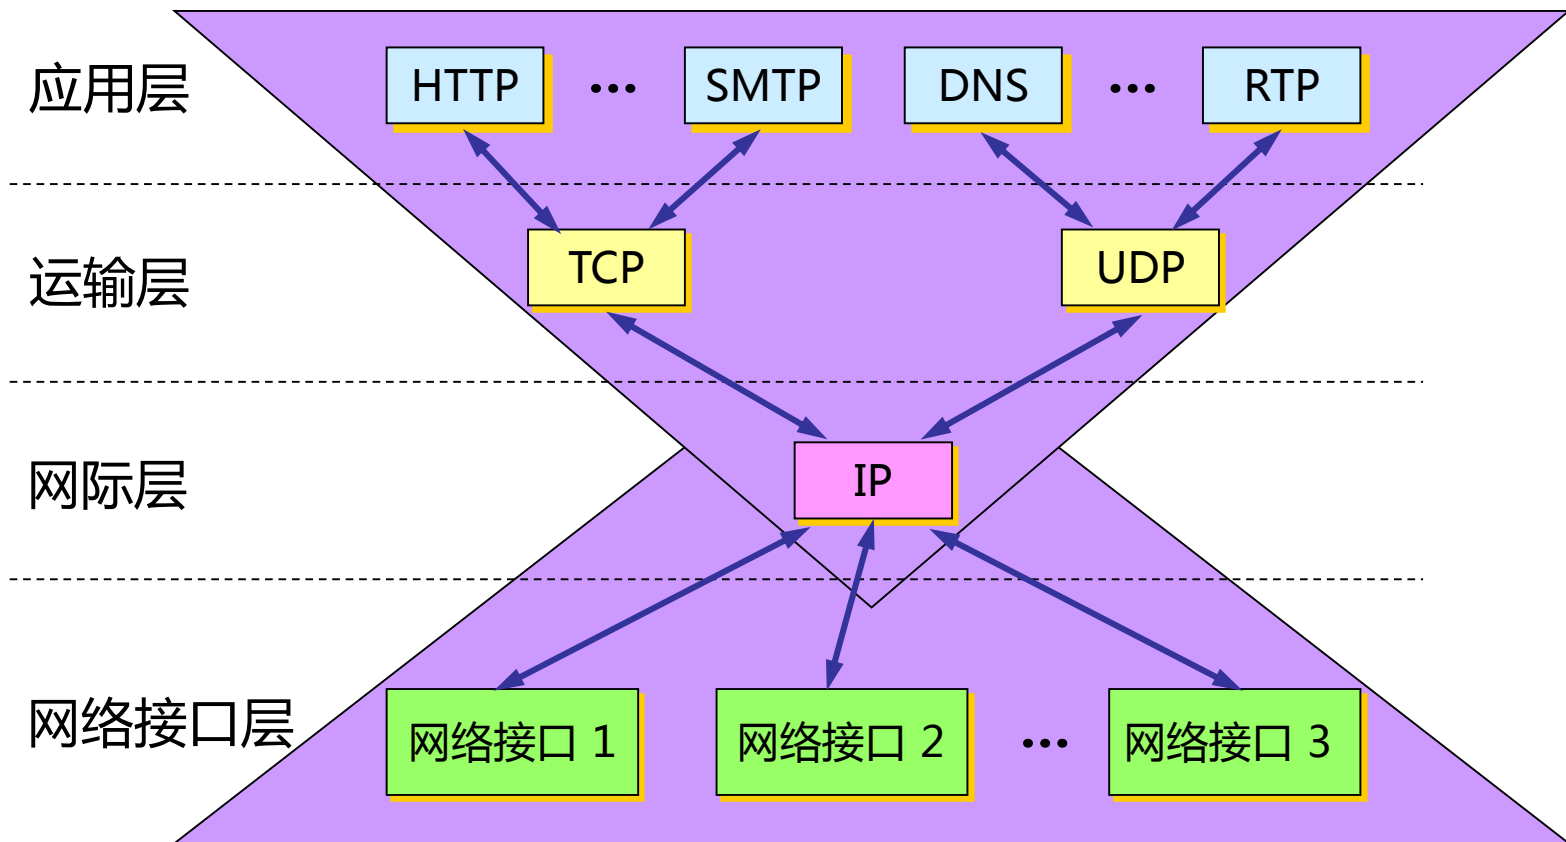 应用层
HTTP ... SMTP DNS ... RTP
运输层
TCP UDP
网际层
IP
网络接口层
网络接口 1 网络接口 2 ... 网络接口 3